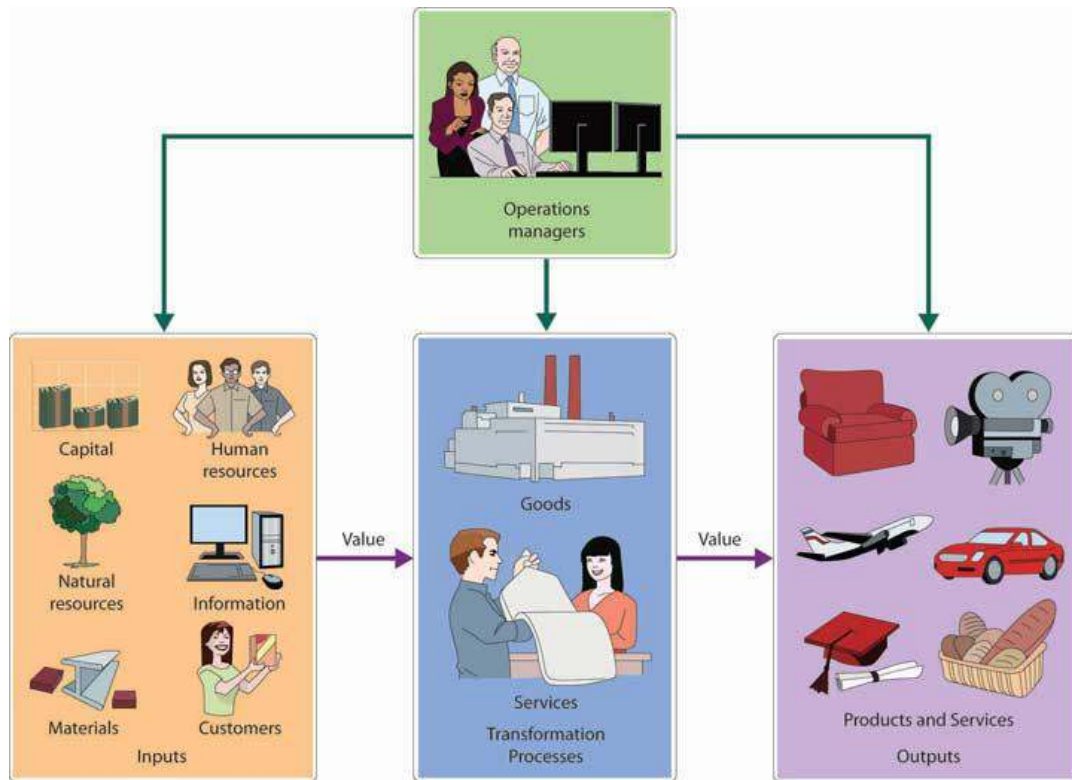 Operations
managers
Capital
Human
resources
Natural
resources
Information
Materials
Customers
Inputs
Value
Goods
Services
Transformation
Processes
Value
Products and Services
Outputs